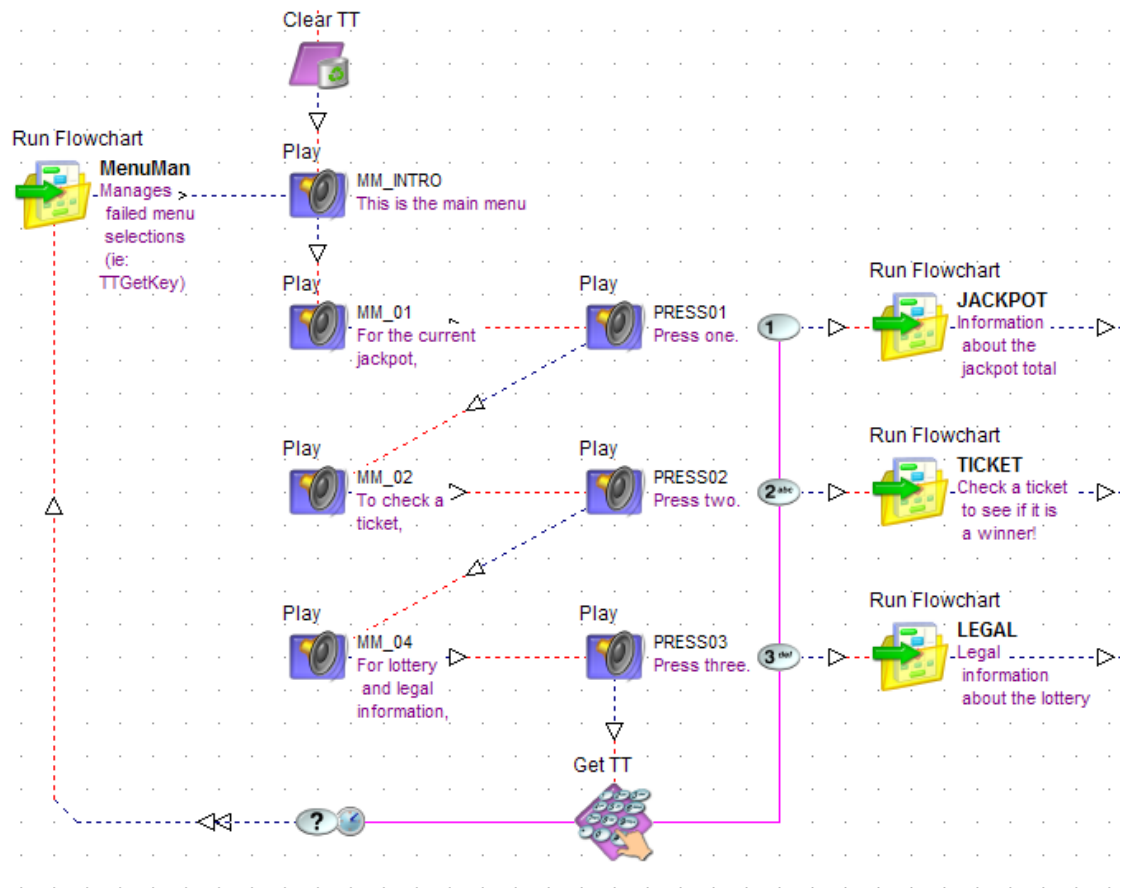 Clear TT
Run Flowchart
MenuMan
Manages
failed menu
selections
(ie:
TTGetKey)
Play
MM_INTRO
This is the main menu
Play
MM_01
For the current
jackpot,
Play
PRESS01
Press one.
1
Run Flowchart
JACKPOT
Information
about the
jackpot total
Play
MM_02
To check a
ticket,
Play
PRESS02
Press two.
2 abc
Run Flowchart
TICKET
Check a ticket
to see if it is
a winner!
Play
MM_04
For lottery
and legal
information,
Play
PRESS03
Press three.
3 def
Run Flowchart
LEGAL
Legal
information
about the lottery
Get TT
?